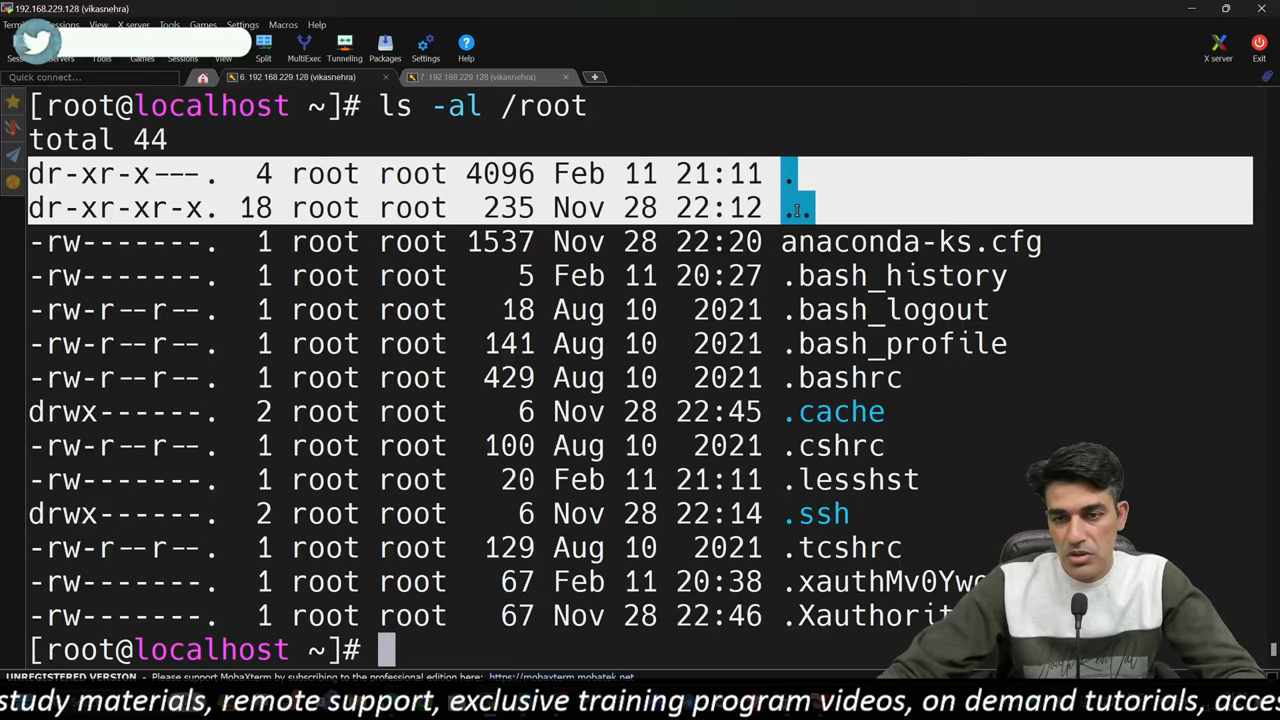 192.168.229.128 (vikasnehra)
Sessions View X server Tools Games Settings Macros Help
Split MultiExec Tunneling Packages Settings Help X server Exit
Quick connect... 6. 192.168.229.128 (vikasnehra) 7. 192.168.229.128 (vikasnehra)
[root@localhost ~]# ls -al /root
total 44
dr-xr-x---. 4 root root 4096 Feb 11 21:11 .
dr-xr-xr-x. 18 root root 235 Nov 28 22:12 ..
-rw-------. 1 root root 1537 Nov 28 22:20 anaconda-ks.cfg
-rw-------. 1 root root 5 Feb 11 20:27 .bash_history
-rw-r--r--. 1 root root 18 Aug 10 2021 .bash_logout
-rw-r--r--. 1 root root 141 Aug 10 2021 .bash_profile
-rw-r--r--. 1 root root 429 Aug 10 2021 .bashrc
drwx------. 2 root root 6 Nov 28 22:45 .cache
-rw-r--r--. 1 root root 100 Aug 10 2021 .cshrc
-rw-------. 1 root root 20 Feb 11 21:11 .lesshst
drwx------. 2 root root 6 Nov 28 22:14 .ssh
-rw-r--r--. 1 root root 129 Aug 10 2021 .tcshrc
-rw-------. 1 root root 67 Feb 11 20:38 .xauthMv0Yw
-rw-------. 1 root root 67 Nov 28 22:46 .Xauthorit
[root@localhost ~]#
UNREGISTERED VERSION - Please support MobaXterm by subscribing to the professional edition here: https://mobaxterm.mobatek.net
study materials, remote support, exclusive training program videos, on demand tutorials, acces